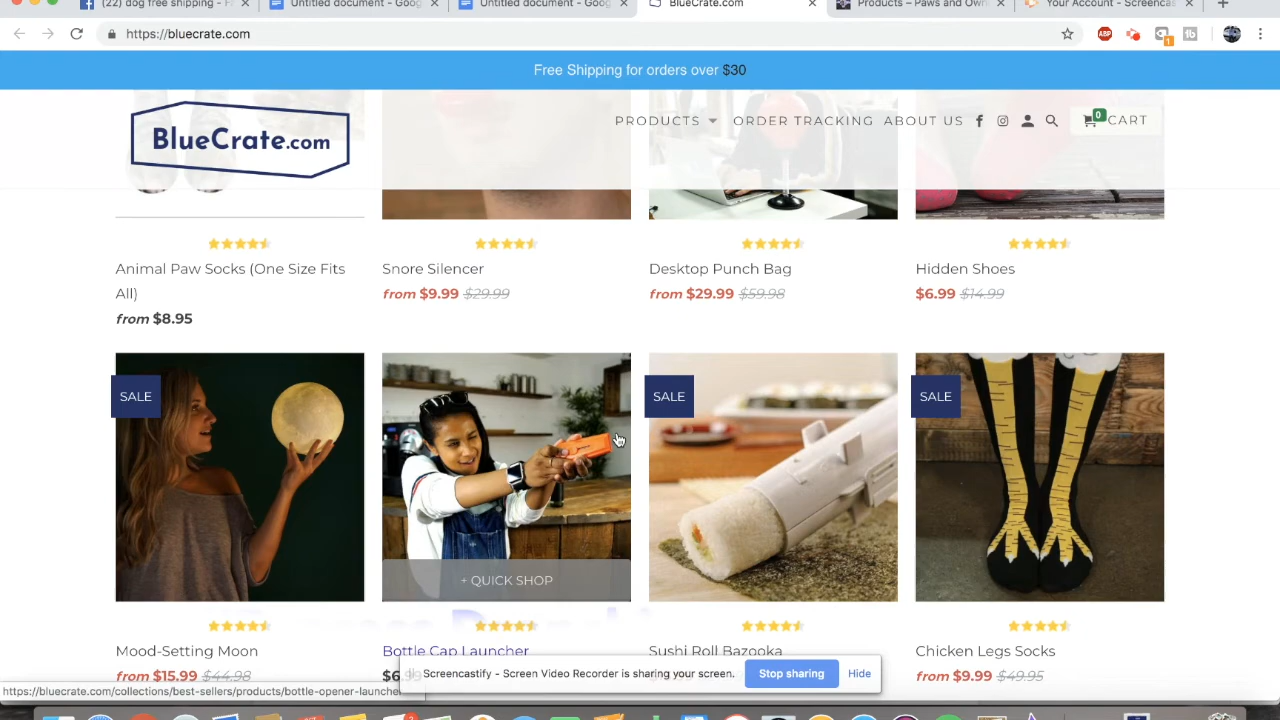 (22) dog free shipping - F
Untitled document - Goog
Untitled document - Goog
BlueCrate.com
Products – Paws and Own
Your Account - Screencas
https://bluecrate.com
ABP
1
tb
Free Shipping for orders over $30
BlueCrate.com
PRODUCTS
ORDER TRACKING
ABOUT US
0
CART
Animal Paw Socks (One Size Fits
All)
from $8.95
Snore Silencer
from $9.99 $29.99
Desktop Punch Bag
from $29.99 $59.98
Hidden Shoes
$6.99 $14.99
SALE
SALE
SALE
+ QUICK SHOP
Mood-Setting Moon
from $15.99 $44.98
Bottle Cap Launcher
Sushi Roll Bazooka
Chicken Legs Socks
from $9.99 $49.95
Screencastify - Screen Video Recorder is sharing your screen.
Stop sharing
Hide
https://bluecrate.com/collections/best-sellers/products/bottle-opener-launcher